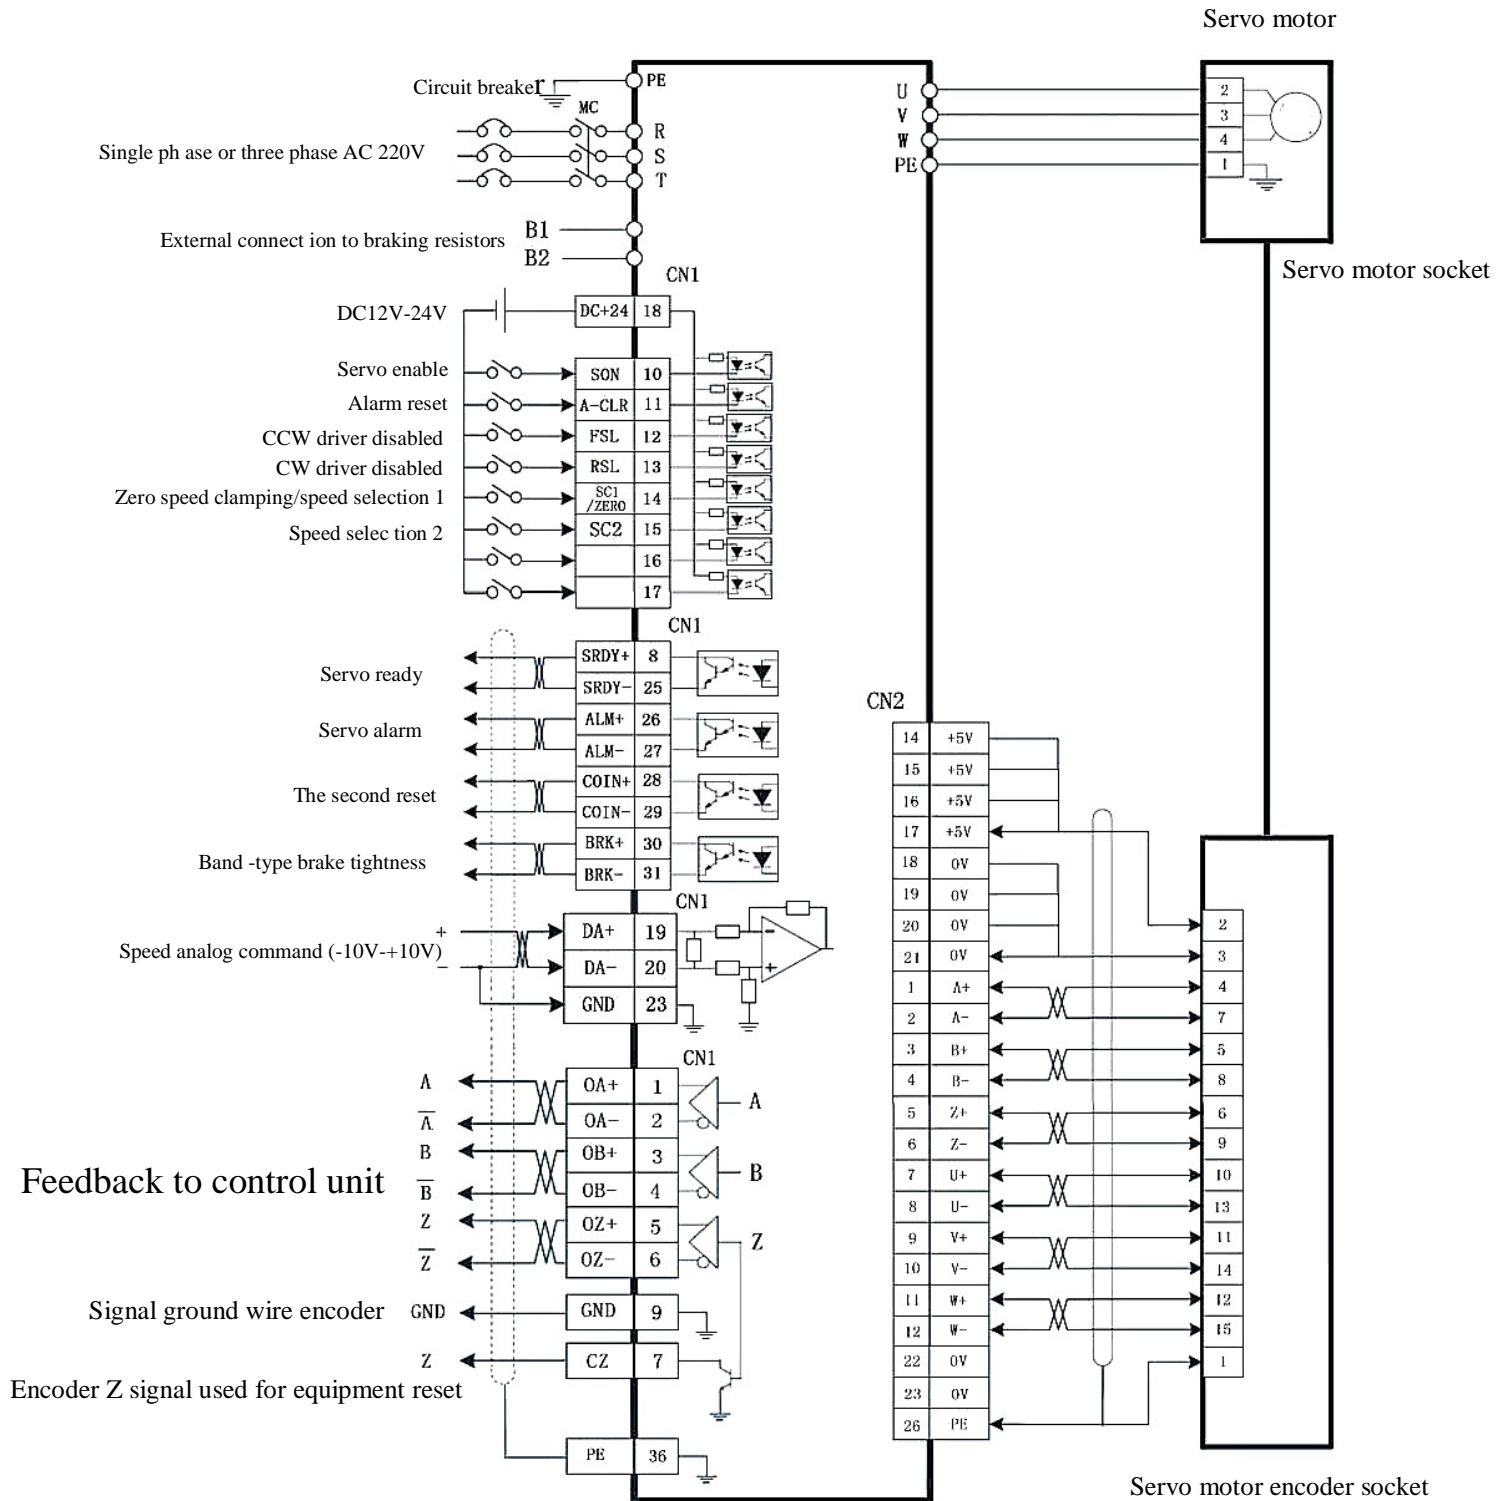 Servo motor
Circuit breaker
PE
MC
R
Single ph ase or three phase AC 220V
S
T
U
V
W
PE
2
3
4
1
External connect ion to braking resistors
B1
B2
Servo motor socket
CN1
DC12V-24V
DC+24 18
Servo enable
SON 10
Alarm reset
A-CLR 11
CCW driver disabled
FSL 12
CW driver disabled
RSL 13
Zero speed clamping/speed selection 1
SC1
/ZERO 14
Speed selec tion 2
SC2 15
16
17
CN1
SRDY+ 8
Servo ready
SRDY- 25
ALM+ 26
Servo alarm
ALM- 27
COIN+ 28
The second reset
COIN- 29
BRK+ 30
Band -type brake tightness
BRK- 31
CN1
+
DA+ 19
Speed analog command (-10V-+10V)
−
DA- 20
GND 23
- 
+
CN1
A
OA+ 1
A
A
OA- 2
B
OB+ 3
Feedback to control unit
B
B
OB- 4
Z
OZ+ 5
Z
Z
OZ- 6
Signal ground wire encoder
GND
GND 9
Z
CZ 7
Encoder Z signal used for equipment reset
PE 36
CN2
14 +5V
15 +5V
16 +5V
17 +5V
18 0V
19 0V
20 0V
21 0V
1 A+
2 A-
3 B+
4 B-
5 Z+
6 Z-
7 U+
8 U-
9 V+
10 V-
11 W+
12 W-
22 0V
23 0V
26 PE
2
3
4
7
5
8
6
9
10
13
11
14
12
15
1
Servo motor encoder socket